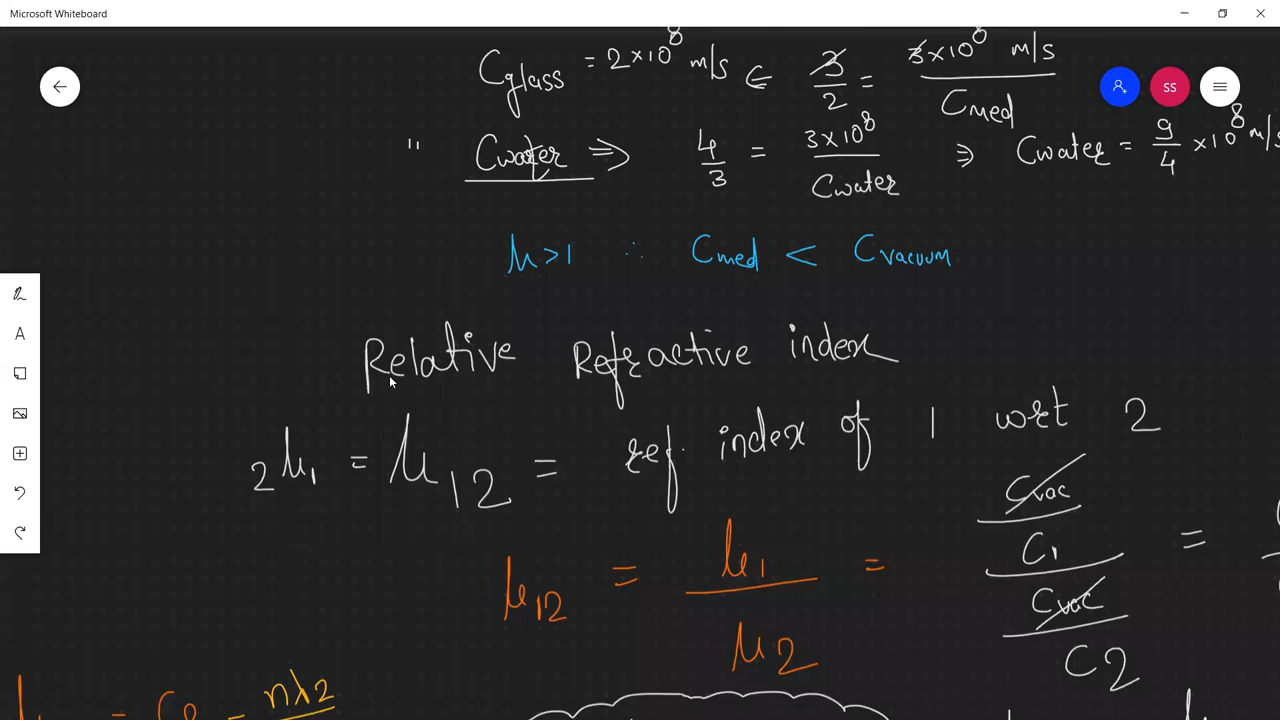 Microsoft Whiteboard
Cglass = 2×10⁸ m/s ∈ 3/2 = 3×10⁸ m/s / Cmed
SS
" Cwater ⇒ 4/3 = 3×10⁸ / Cwater ⇒ Cwater = 9/4 ×10⁸ m/s
μ>1 ∴ Cmed < Cvacuum
A
Relative Refractive index
₂μ₁ = μ₁₂ = ref. index of 1 wrt 2
μ₁₂ = μ₁ / μ₂ = Cvac / C₁ / Cvac / C2 =
= nλ2